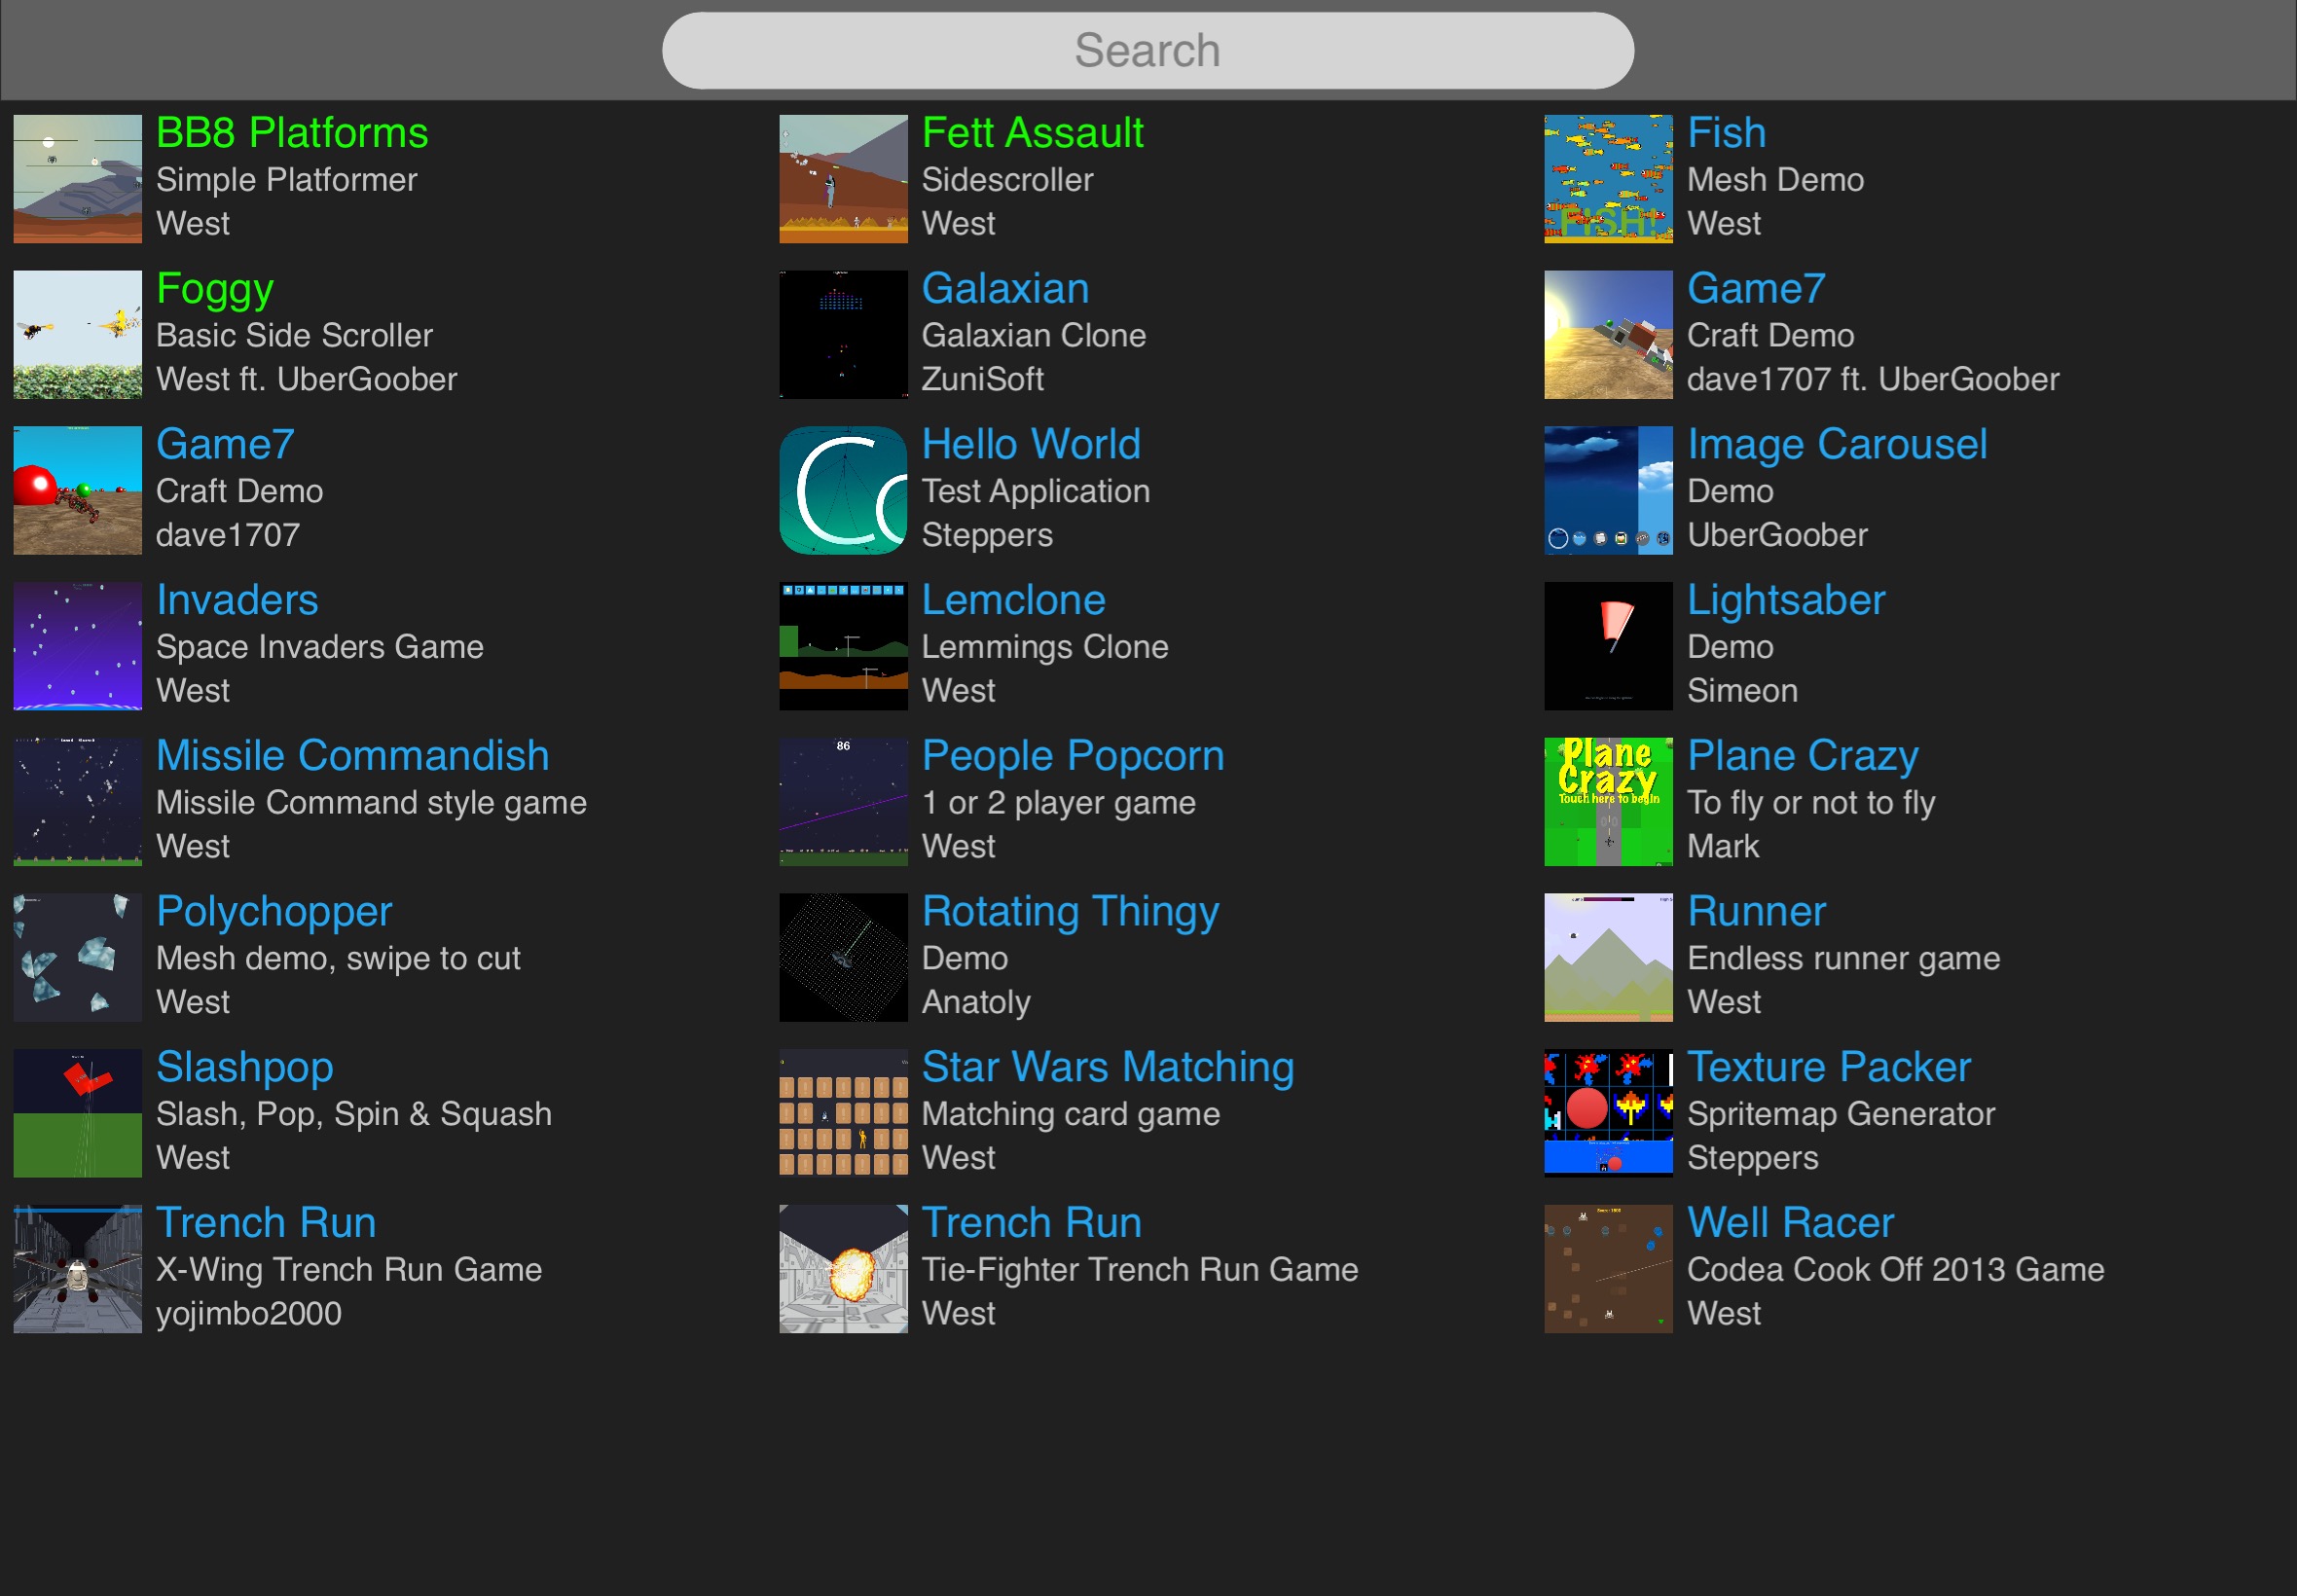 Search
BB8 Platforms
Simple Platformer
West
Fett Assault
Sidescroller
West
FISH!
Fish
Mesh Demo
West
Foggy
Basic Side Scroller
West ft. UberGoober
Galaxian
Galaxian Clone
ZuniSoft
Game7
Craft Demo
dave1707 ft. UberGoober
Game7
Craft Demo
dave1707
Co
Hello World
Test Application
Steppers
Image Carousel
Demo
UberGoober
Invaders
Space Invaders Game
West
Lemclone
Lemmings Clone
West
Lightsaber
Demo
Simeon
Missile Commandish
Missile Command style game
West
86
People Popcorn
1 or 2 player game
West
Plane
Crazy
Touch here to begin
Plane Crazy
To fly or not to fly
Mark
Polychopper
Mesh demo, swipe to cut
West
Rotating Thingy
Demo
Anatoly
Runner
Endless runner game
West
Slashpop
Slash, Pop, Spin & Squash
West
Star Wars Matching
Matching card game
West
Texture Packer
Spritemap Generator
Steppers
Trench Run
X-Wing Trench Run Game
yojimbo2000
Trench Run
Tie-Fighter Trench Run Game
West
Well Racer
Codea Cook Off 2013 Game
West